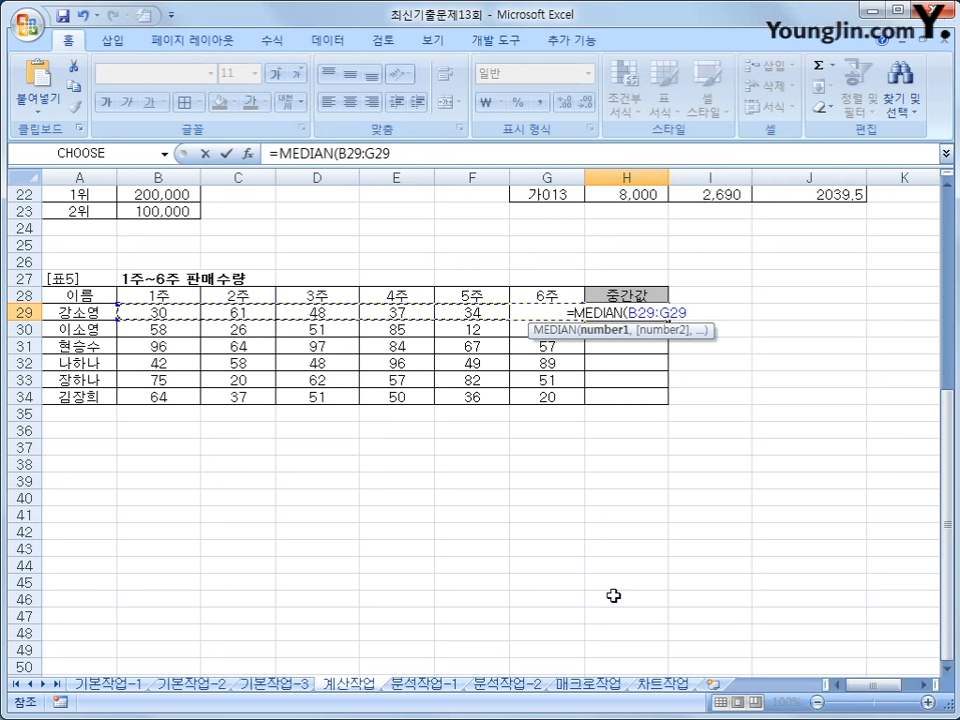 최신기출문제13회 - Microsoft Excel
YoungJin.com Y.
홈 삽입 페이지 레이아웃 수식 데이터 검토 보기 개발 도구 추가 기능
붙여넣기 11 가 가 일반 조건부 서식 표 서식 셀 스타일 삽입 삭제 서식 Σ 정렬 및 필터 찾기 및 선택
가 가 가 가 내천 ₩ % ,
클립보드 글꼴 맞춤 표시 형식 스타일 셀 편집
CHOOSE fx =MEDIAN(B29:G29
A B C D E F G H I J K
22 1위 200,000 가013 8,000 2,690 2039.5
23 2위 100,000
24
25
26
27 [표5] 1주~6주 판매수량
28 이름 1주 2주 3주 4주 5주 6주 중간값
29 강소영 30 61 48 37 34 =MEDIAN(B29:G29
30 이소영 58 26 51 85 12 MEDIAN(number1, [number2], ...)
31 현승수 96 64 97 84 67 57
32 나하나 42 58 48 96 49 89
33 장하나 75 20 62 57 82 51
34 김장희 64 37 51 50 36 20
35
36
37
38
39
40
41
42
43
44
45
46
47
48
49
50
기본작업-1 기본작업-2 기본작업-3 계산작업 분석작업-1 분석작업-2 매크로작업 차트작업
참조 100%